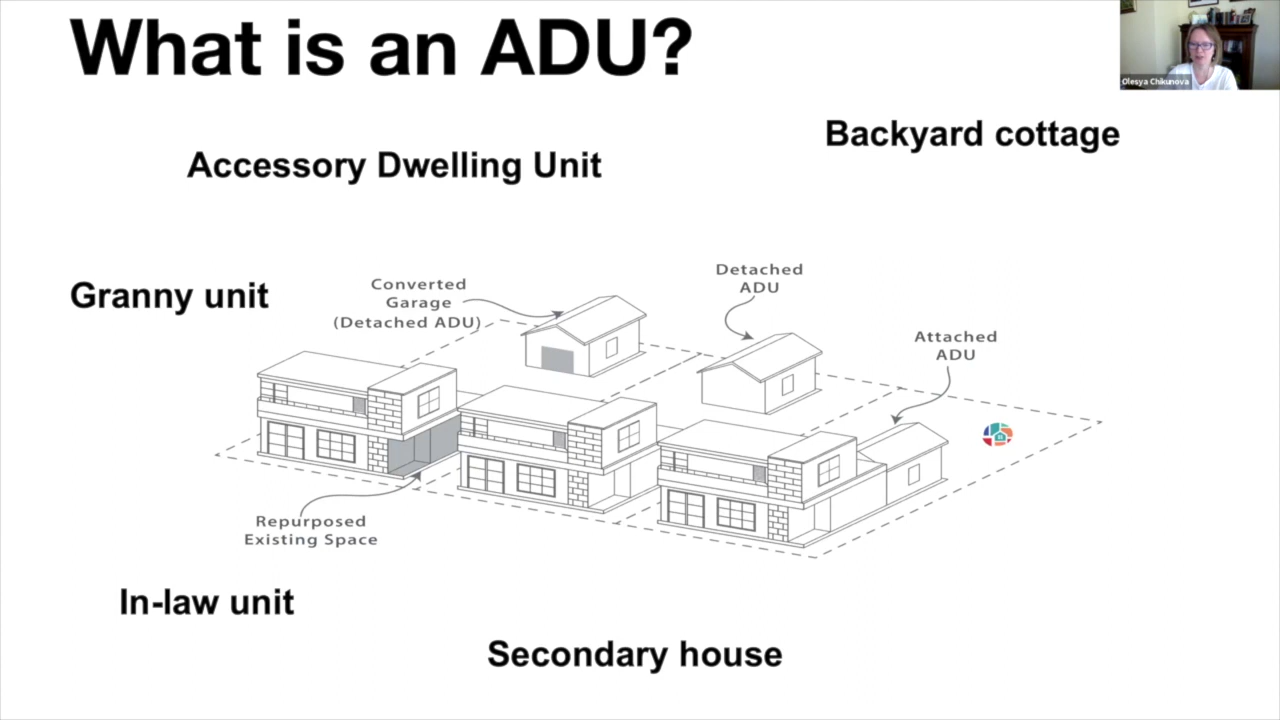 What is an ADU?
Olesya Chikunova
Backyard cottage
Accessory Dwelling Unit
Granny unit
Converted
Garage
(Detached ADU)
Detached
ADU
Attached
ADU
Repurposed
Existing Space
In-law unit
Secondary house